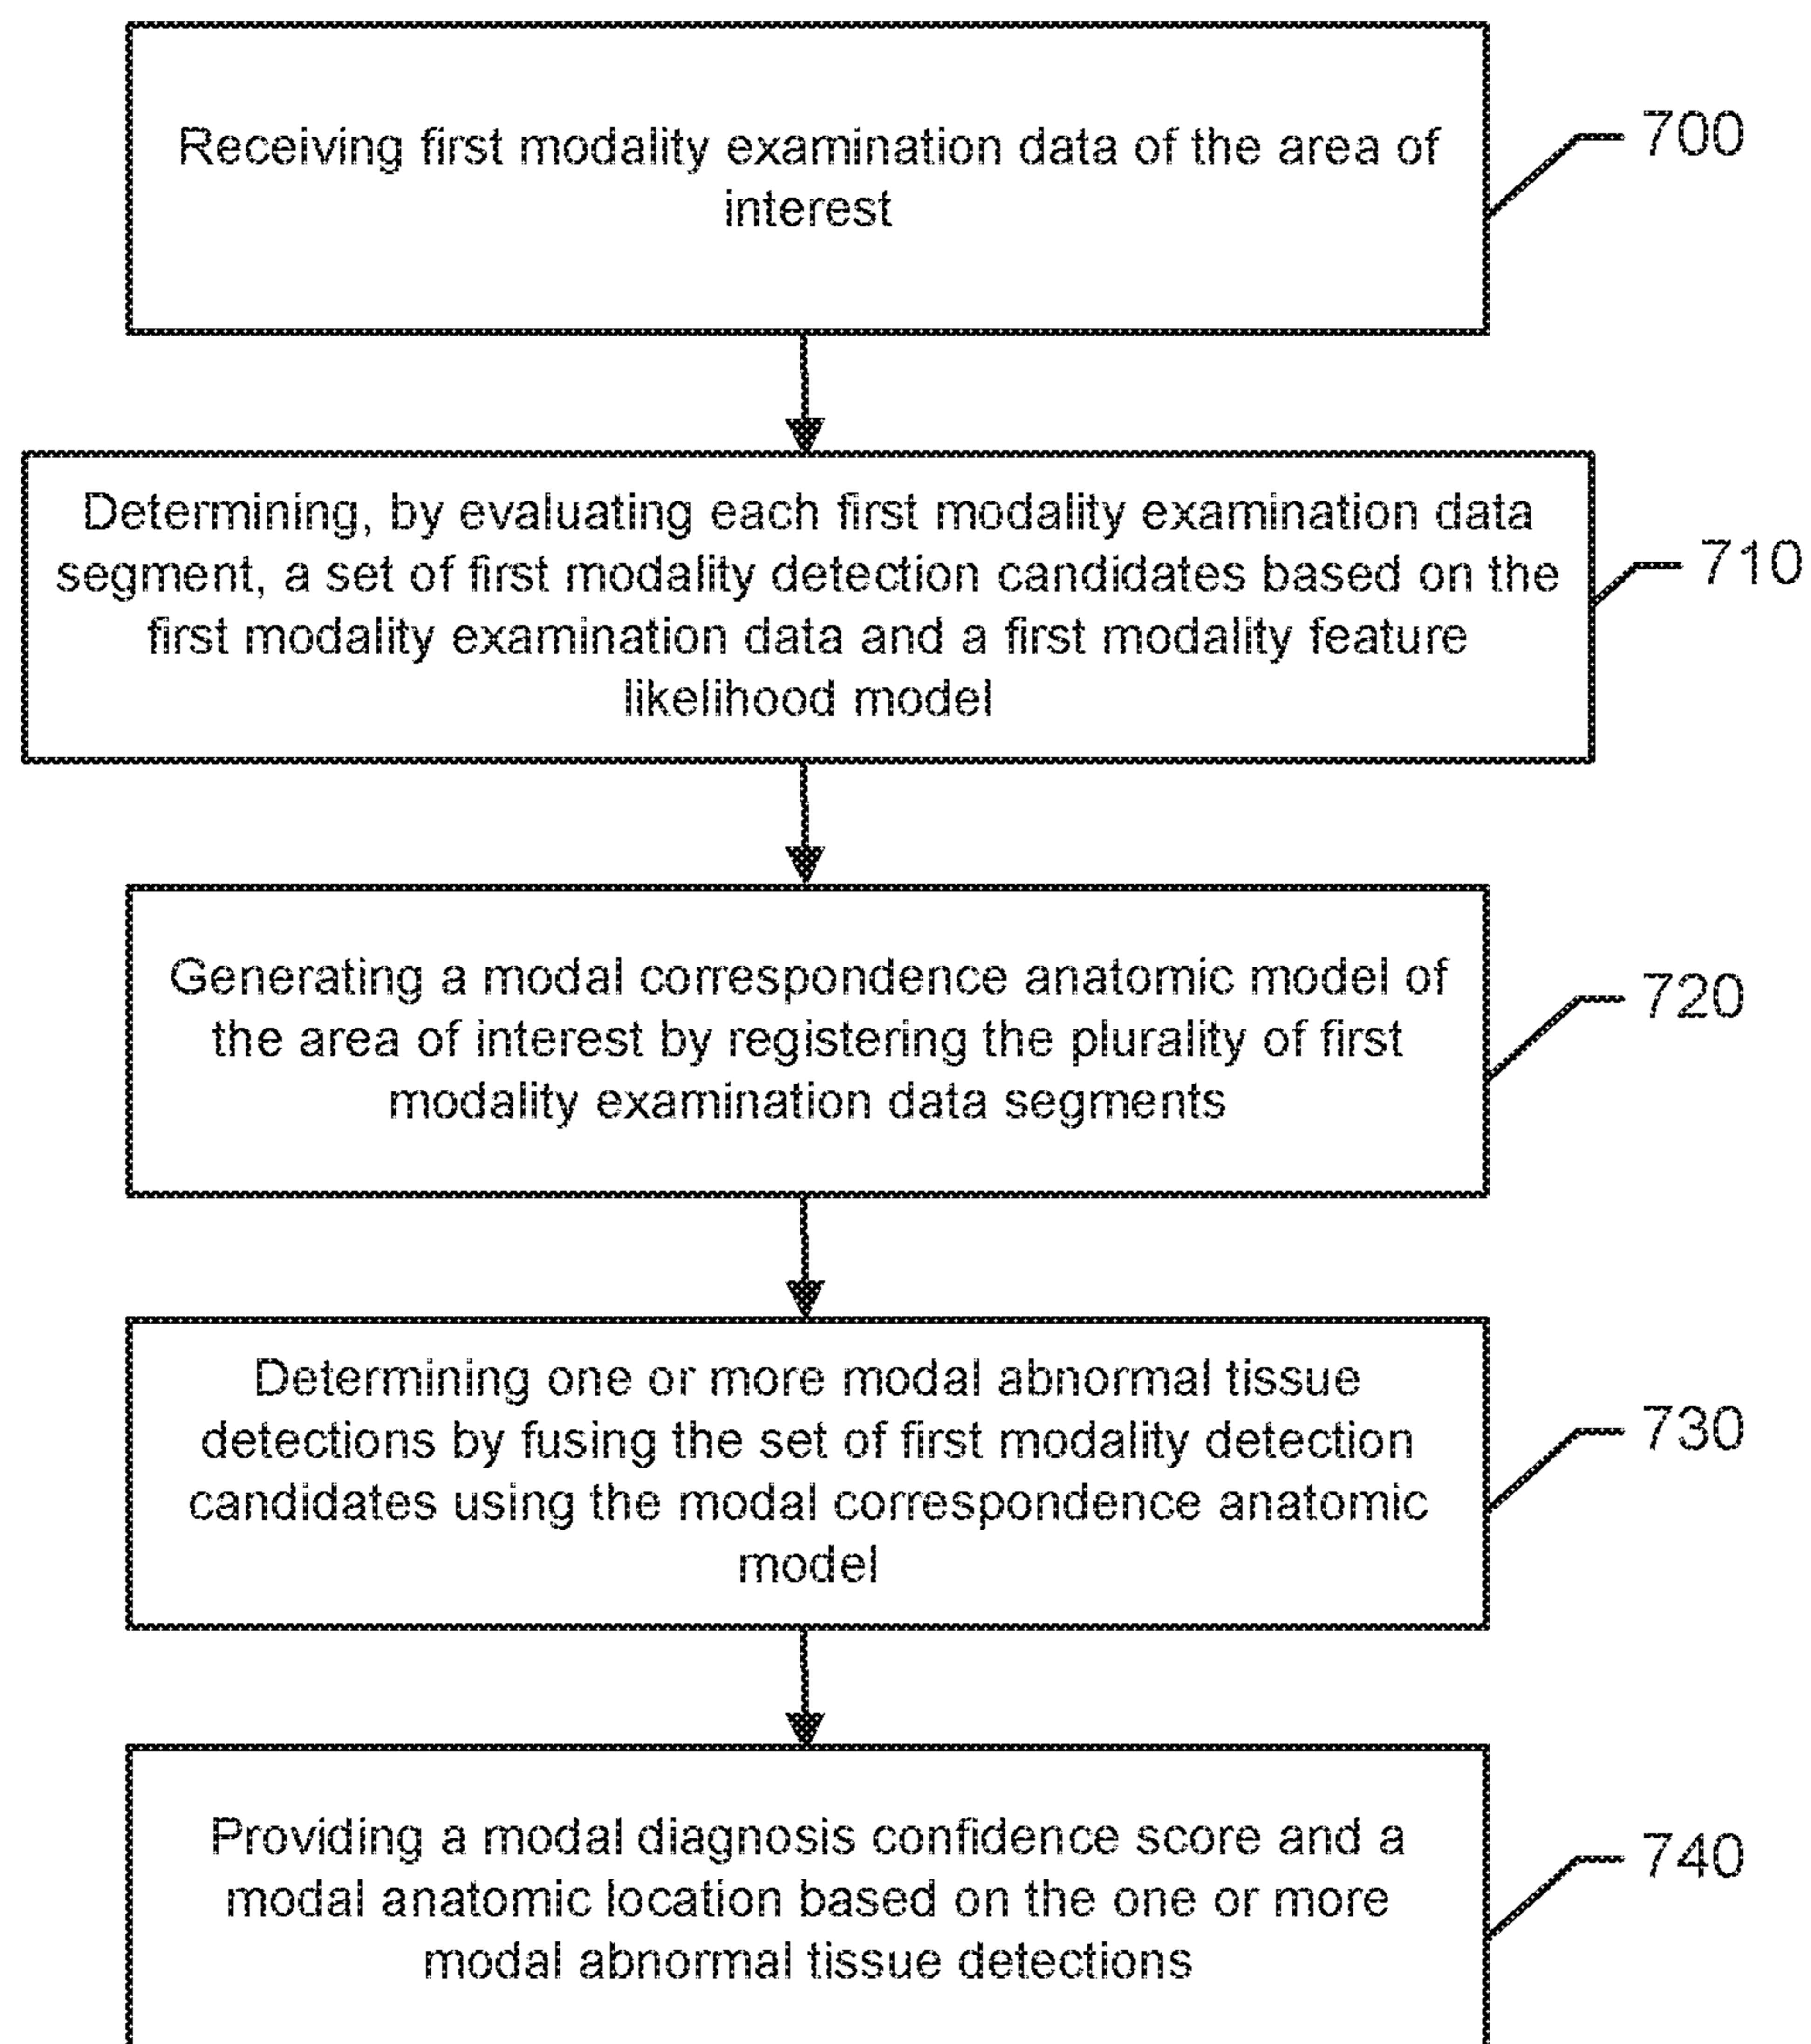 Receiving first modality examination data of the area of
interest
700
Determining, by evaluating each first modality examination data
segment, a set of first modality detection candidates based on the
first modality examination data and a first modality feature
likelihood model
710
Generating a modal correspondence anatomic model of
the area of interest by registering the plurality of first
modality examination data segments
720
Determining one or more modal abnormal tissue
detections by fusing the set of first modality detection
candidates using the modal correspondence anatomic
model
730
Providing a modal diagnosis confidence score and a
modal anatomic location based on the one or more
modal abnormal tissue detections
740